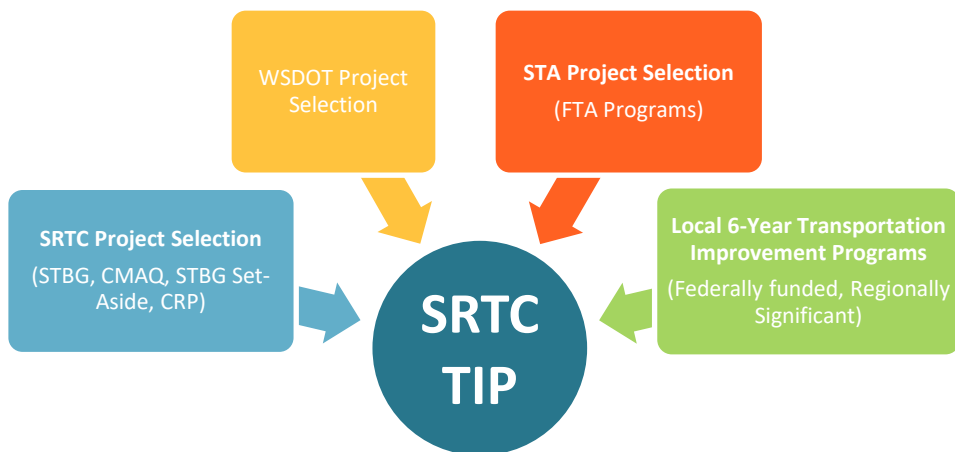 WSDOT Project
Selection
STA Project Selection
(FTA Programs)
SRTC Project Selection
(STBG, CMAQ, STBG Set-
Aside, CRP)
Local 6-Year Transportation
Improvement Programs
(Federally funded, Regionally
Significant)
SRTC
TIP